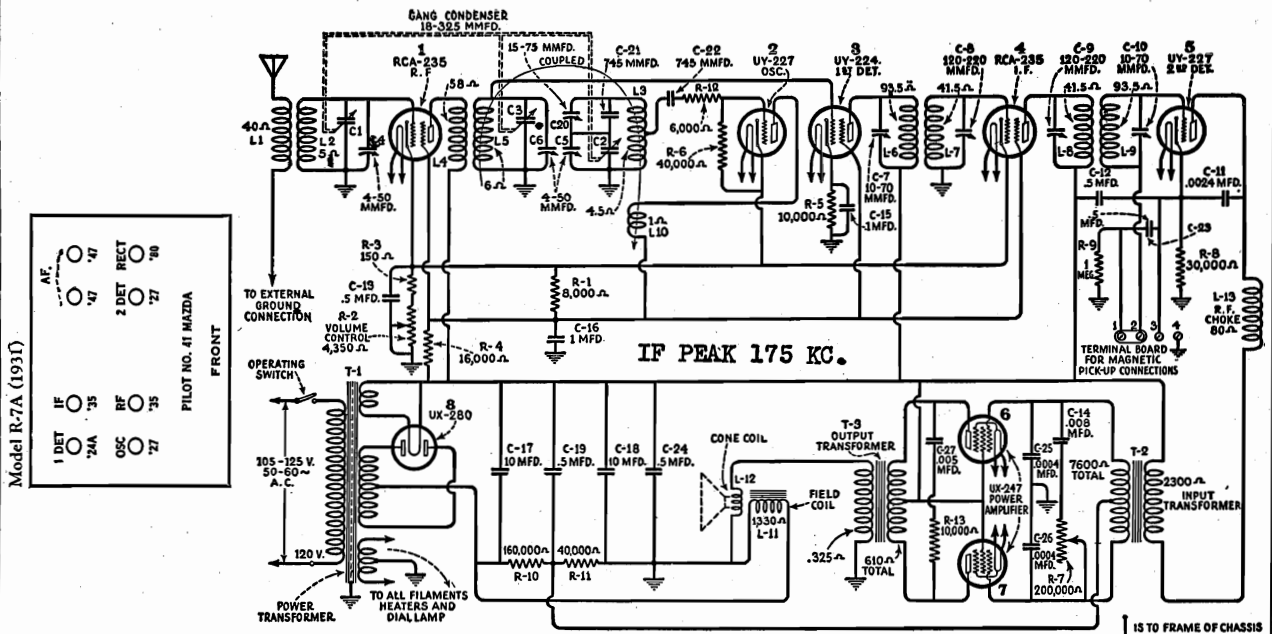 GANG CONDENSER
18-325 MMFD.
1
RCA-235
R.F
15-75 MMFD.
COUPLED
C-21
745 MMFD.
C-22
745 MMFD.
2
UY-227
OSC.
3
UY-224.
1ST DET.
C-8
120-220
MMFD.
4
RCA-235
I.F.
C-9
120-220
MMFD.
C-10
10-70
MMFD.
5
UY-227
2ND DET.
40Ω
L1
L2
5Ω
C1
C4
4-50
MMFD.
58Ω
L4
L5
6Ω
C3
C6
C20
C5
C2
4-50
MMFD.
L3
4.5Ω
R-12
6,000Ω
R-6
40,000Ω
1Ω
L10
93.5Ω
L-6
41.5Ω
L-7
C-7
10-70
MMFD.
R-5
10,000Ω
C-15
.1MFD.
41.5Ω
L-8
93.5Ω
L-9
C-12
.5 MFD.
C-11
.0024 MFD.
.5
MFD.
C-23
R-9
1
MEG.
R-8
30,000Ω
L-13
R.F.
CHOKE
80Ω
1 2 3 4
TERMINAL BOARD
FOR MAGNETIC
PICK-UP CONNECTIONS
TO EXTERNAL
GROUND
CONNECTION
R-3
150Ω
C-13
.5 MFD.
R-2
VOLUME
CONTROL
4,350Ω
R-4
16,000Ω
R-1
8,000Ω
C-16
1 MFD.
IF PEAK 175 KC.
Model R-7A (1931)
AF.
'47
'47
RECT
'80
2 DET
'27
PILOT NO. 41 MAZDA
FRONT
IF
'35
1 DET
'24A
RF
'35
OSC
'27
OPERATING
SWITCH
T-1
8
UX-280
105-125 V.
50-60~
A.C.
120 V.
POWER
TRANSFORMER
TO ALL FILAMENTS
HEATERS AND
DIAL LAMP
C-17
10 MFD.
C-19
.5 MFD.
C-18
10 MFD.
C-24
.5 MFD.
160,000Ω
R-10
40,000Ω
R-11
CONE COIL
L-12
1,330Ω
L-11
FIELD
COIL
T-3
OUTPUT
TRANSFORMER
.325Ω
610Ω
TOTAL
C-27
.005
MFD.
R-13
10,000Ω
6
UX-247
POWER
AMPLIFIER
7
C-25
.0004
MFD.
C-26
.0004
MFD.
C-14
.008
MFD.
7600Ω
TOTAL
R-7
200,000Ω
T-2
2300Ω
INPUT
TRANSFORMER
IS TO FRAME OF CHASSIS